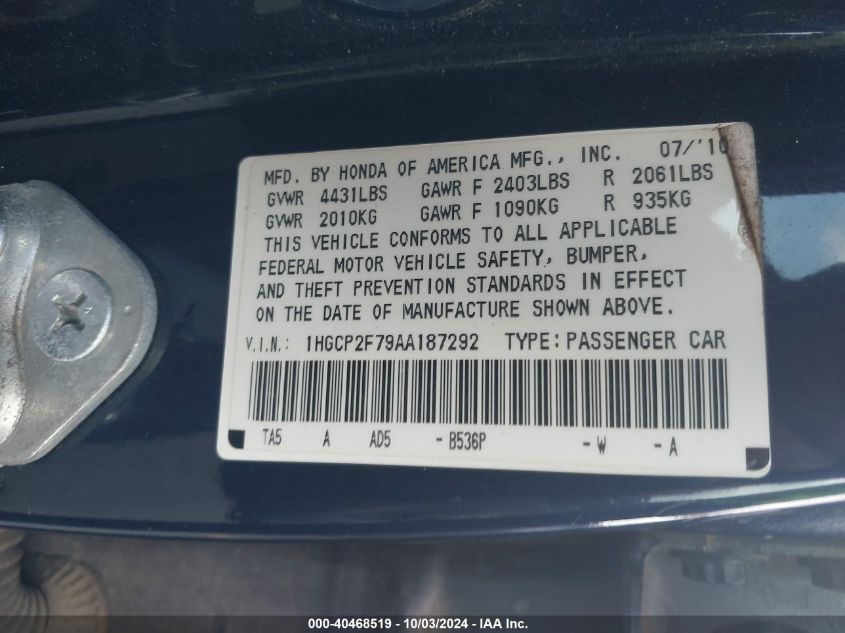 MFD. BY HONDA OF AMERICA MFG., INC. 07/'10
GVWR 4431LBS GAWR F 2403LBS R 2061LBS
GVWR 2010KG GAWR F 1090KG R 935KG
THIS VEHICLE CONFORMS TO ALL APPLICABLE
FEDERAL MOTOR VEHICLE SAFETY, BUMPER,
AND THEFT PREVENTION STANDARDS IN EFFECT
ON THE DATE OF MANUFACTURE SHOWN ABOVE.
V.I.N.: 1HGCP2F79AA187292 TYPE: PASSENGER CAR
TA5 A AD5 - B536P - W - A
000-40468519 - 10/03/2024 - IAA Inc.